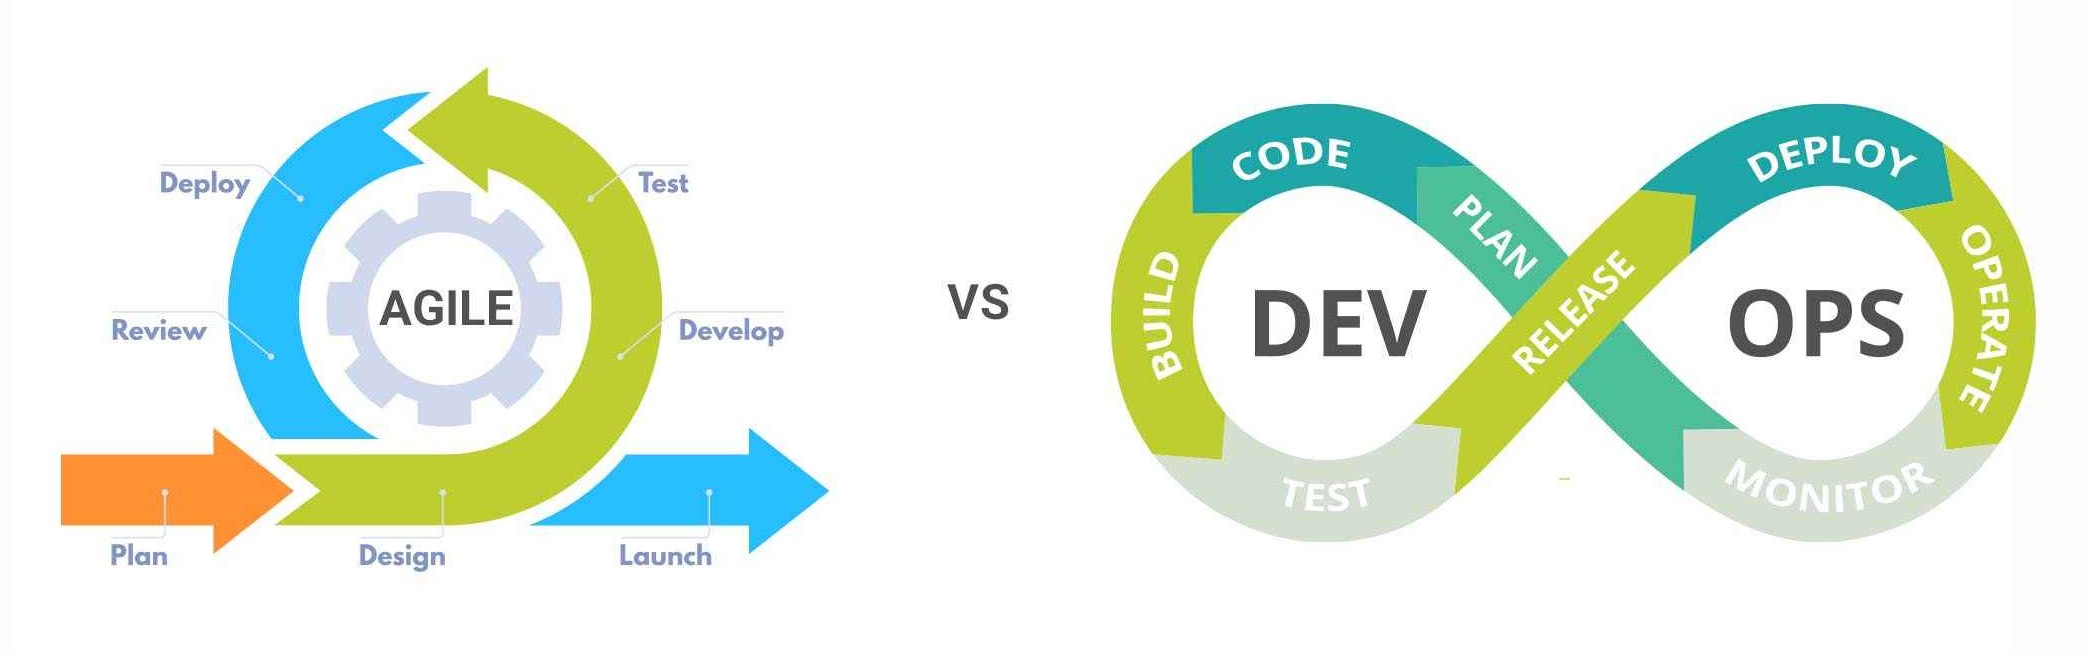 Deploy
Test
Review
AGILE
Develop
Plan
Design
Launch
VS
CODE
PLAN
BUILD
DEV
TEST
RELEASE
DEPLOY
OPS
OPERATE
MONITOR